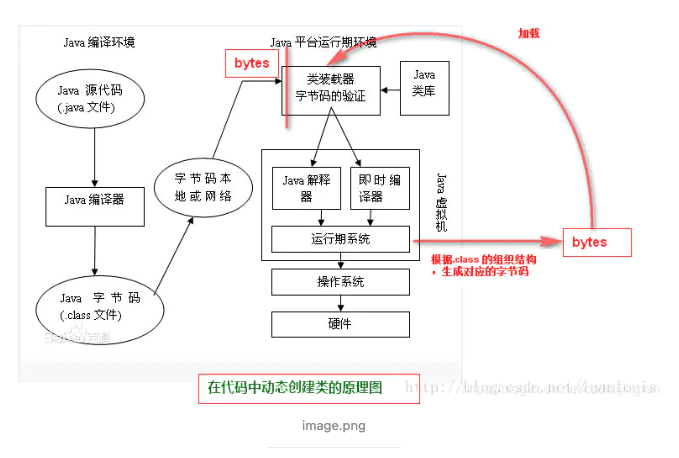 Java 编译环境
Java 平台运行期环境
加载
bytes
Java 源代码
(.java 文件)
类装载器
字节码的验证
Java
类库
字节码本
地或网络
Java 编译器
Java 解释
器
即时编
译器
Java 虚拟机
运行期系统
bytes
根据.class 的组织结构
，生成对应的字节码
Java 字节码
(.class 文件)
操作系统
硬件
在代码中动态创建类的原理图
http://blog.csdn.net/luanlouis
image.png